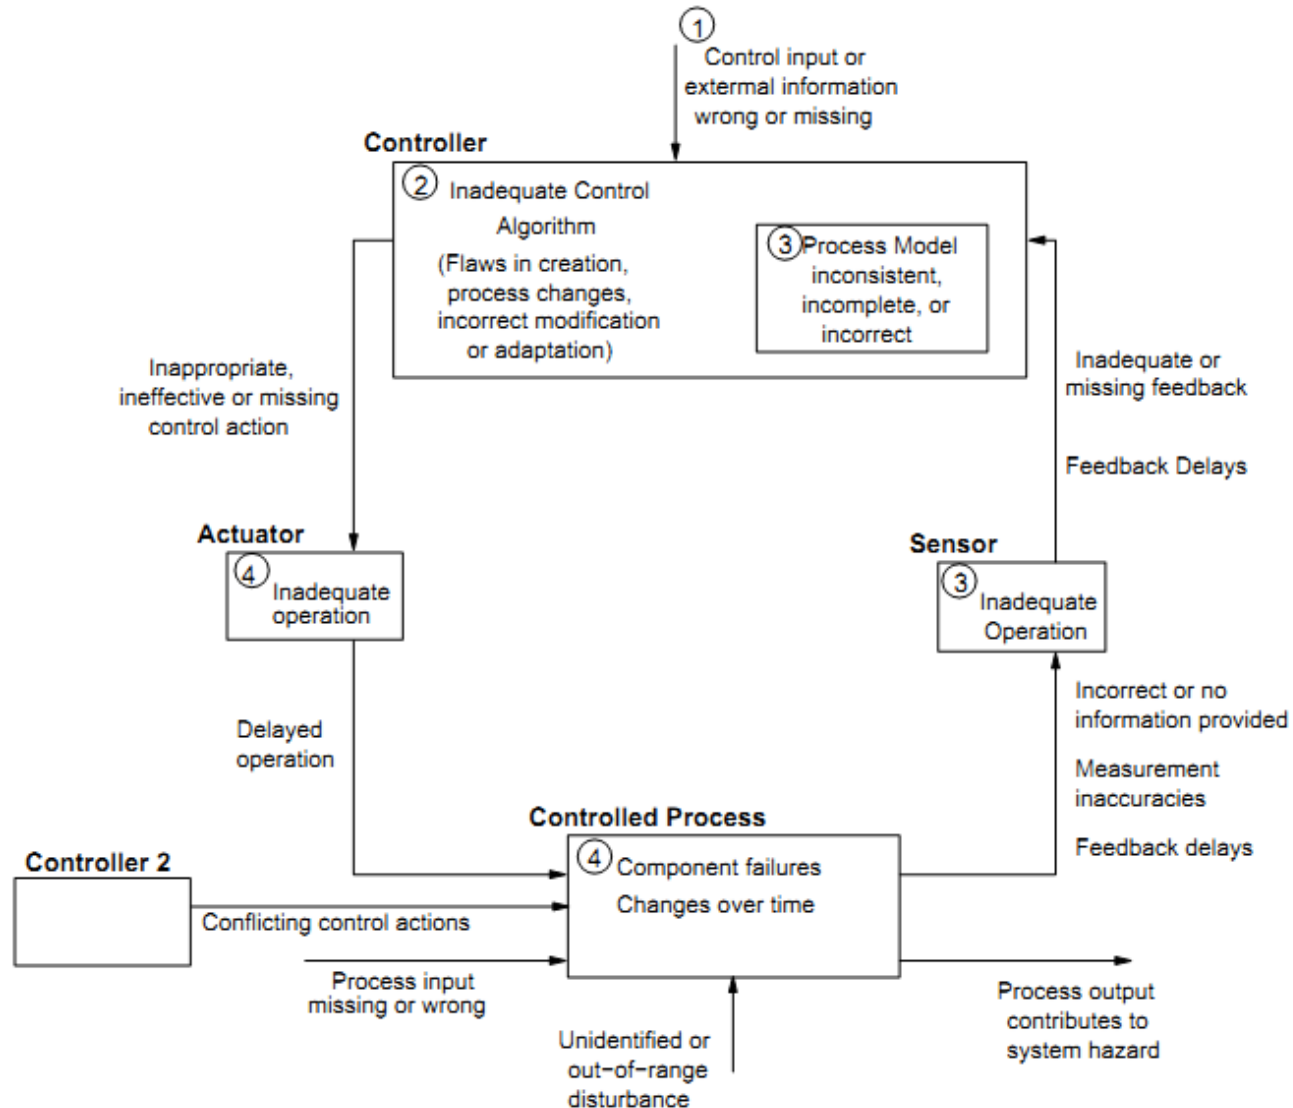 1
Control input or
extermal information
wrong or missing
Controller
2
Inadequate Control
Algorithm
(Flaws in creation,
process changes,
incorrect modification
or adaptation)
3
Process Model
inconsistent,
incomplete, or
incorrect
Inappropriate,
ineffective or missing
control action
Inadequate or
missing feedback
Feedback Delays
Actuator
4
Inadequate
operation
Sensor
3
Inadequate
Operation
Delayed
operation
Incorrect or no
information provided
Measurement
inaccuracies
Feedback delays
Controlled Process
4
Component failures
Changes over time
Controller 2
Conflicting control actions
Process input
missing or wrong
Unidentified or
out−of−range
disturbance
Process output
contributes to
system hazard